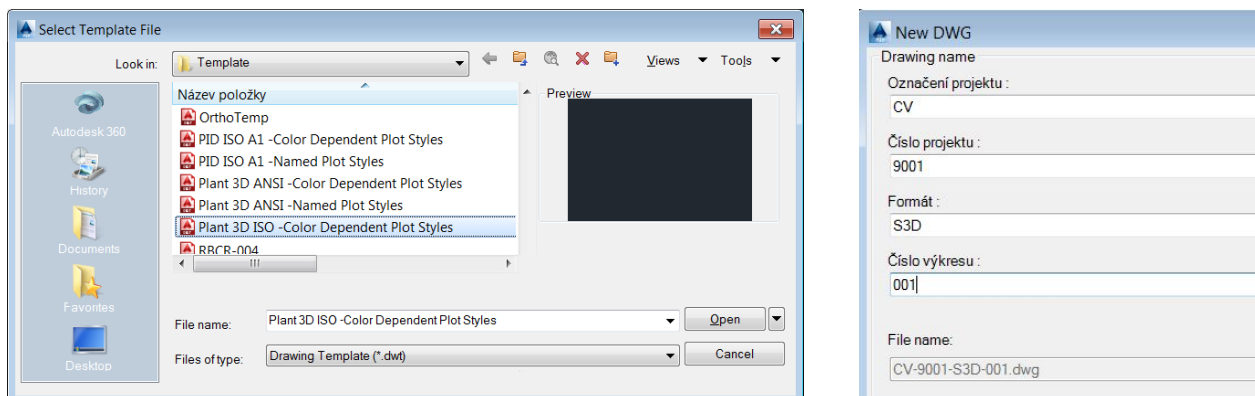 Select Template File
Look in:
Template
Views
Tools
Název položky
Preview
OrthoTemp
PID ISO A1 -Color Dependent Plot Styles
PID ISO A1 -Named Plot Styles
Plant 3D ANSI -Color Dependent Plot Styles
Plant 3D ANSI -Named Plot Styles
Plant 3D ISO -Color Dependent Plot Styles
RBCR-004
Autodesk 360
History
Documents
Favorites
Desktop
File name:
Plant 3D ISO -Color Dependent Plot Styles
Open
Files of type:
Drawing Template (*.dwt)
Cancel
New DWG
Drawing name
Označení projektu :
CV
Číslo projektu :
9001
Formát :
S3D
Číslo výkresu :
001
File name:
CV-9001-S3D-001.dwg